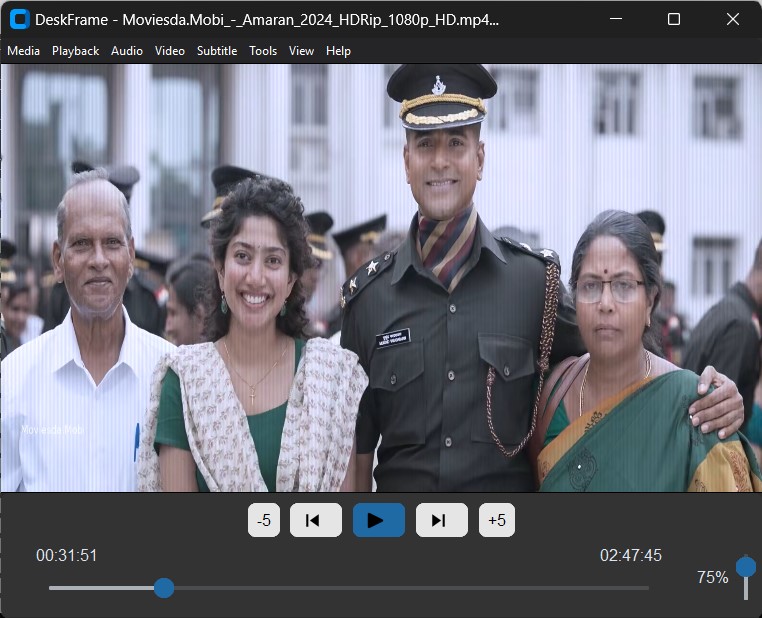 DeskFrame - Moviesda.Mobi_-_Amaran_2024_HDRip_1080p_HD.mp4...
Media Playback Audio Video Subtitle Tools View Help
Moviesda.Mobi
-5 +5
00:31:51 02:47:45
75%